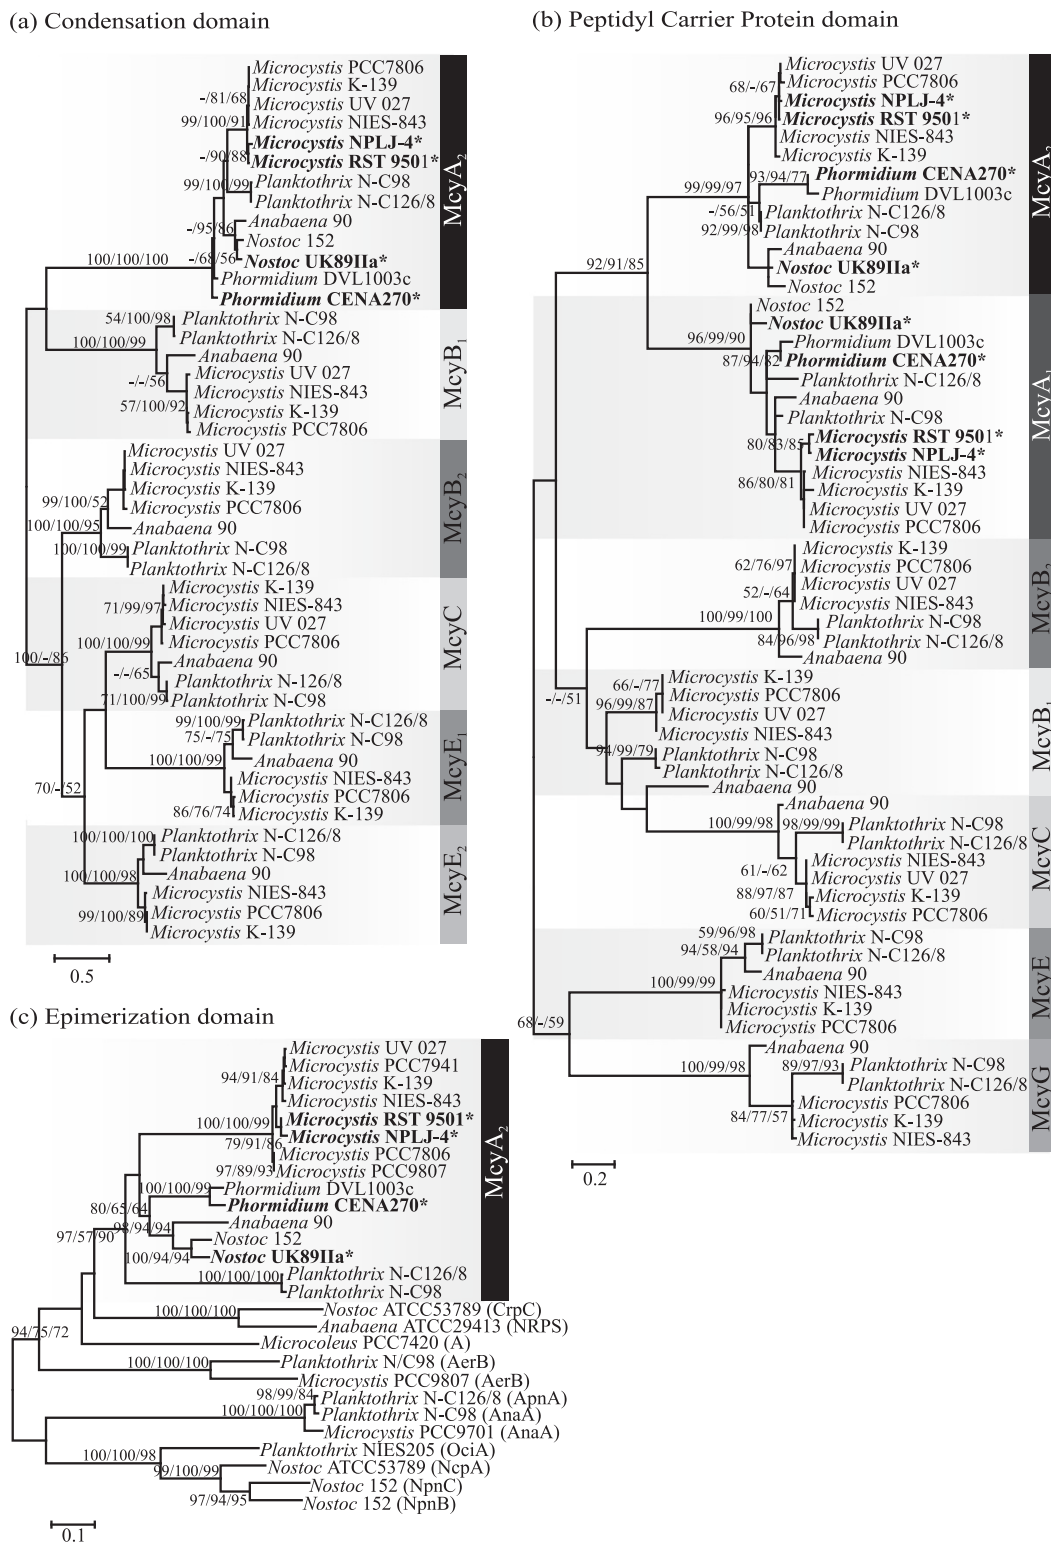 (a) Condensation domain
Microcystis PCC7806
Microcystis K-139
-/81/68
Microcystis UV 027
99/100/91
Microcystis NIES-843
Microcystis NPLJ-4*
-/90/88
Microcystis RST 9501*
99/100/99
Planktothrix N-C98
Planktothrix N-C126/8
-/95/86
Anabaena 90
Nostoc 152
-/68/56
Nostoc UK89IIa*
100/100/100
Phormidium DVL1003c
Phormidium CENA270*
McyA2
54/100/98
Planktothrix N-C98
Planktothrix N-C126/8
100/100/99
Anabaena 90
-/-/56
Microcystis UV 027
Microcystis NIES-843
57/100/92
Microcystis K-139
Microcystis PCC7806
McyB1
Microcystis UV 027
Microcystis NIES-843
Microcystis K-139
99/100/52
Microcystis PCC7806
100/100/95
Anabaena 90
100/100/99
Planktothrix N-C98
Planktothrix N-C126/8
McyB2
Microcystis K-139
71/99/97
Microcystis NIES-843
Microcystis UV 027
100/100/99
Microcystis PCC7806
100/-/86
Anabaena 90
-/-/65
Planktothrix N-126/8
71/100/99
Planktothrix N-C98
McyC
99/100/99
Planktothrix N-C126/8
75/-/75
Planktothrix N-C98
100/100/99
Anabaena 90
Microcystis NIES-843
70/-/52
Microcystis PCC7806
86/76/74
Microcystis K-139
McyE1
100/100/100
Planktothrix N-C126/8
Planktothrix N-C98
100/100/98
Anabaena 90
Microcystis NIES-843
99/100/89
Microcystis PCC7806
Microcystis K-139
McyE2
0.5
(b) Peptidyl Carrier Protein domain
Microcystis UV 027
68/-/67
Microcystis PCC7806
Microcystis NPLJ-4*
96/95/96
Microcystis RST 9501*
Microcystis NIES-843
Microcystis K-139
93/94/77
Phormidium CENA270*
99/99/97
Phormidium DVL1003c
-/56/51
Planktothrix N-C126/8
92/99/98
Planktothrix N-C98
Anabaena 90
92/91/85
Nostoc UK89IIa*
Nostoc 152
McyA2
Nostoc 152
Nostoc UK89IIa*
96/99/90
Phormidium DVL1003c
87/94/82
Phormidium CENA270*
Planktothrix N-C126/8
Anabaena 90
Planktothrix N-C98
80/83/85
Microcystis RST 9501*
Microcystis NPLJ-4*
Microcystis NIES-843
86/80/81
Microcystis K-139
Microcystis UV 027
Microcystis PCC7806
McyA1
Microcystis K-139
62/76/97
Microcystis PCC7806
52/-/64
Microcystis UV 027
Microcystis NIES-843
100/99/100
Planktothrix N-C98
84/96/98
Planktothrix N-C126/8
Anabaena 90
McyB2
-/-/51
66/-/77
Microcystis K-139
Microcystis PCC7806
96/99/87
Microcystis UV 027
Microcystis NIES-843
94/99/79
Planktothrix N-C98
Planktothrix N-C126/8
Anabaena 90
McyB1
Anabaena 90
100/99/98
98/99/99
Planktothrix N-C98
Planktothrix N-C126/8
Microcystis NIES-843
61/-/62
Microcystis UV 027
88/97/87
Microcystis K-139
60/51/71
Microcystis PCC7806
McyC
59/96/98
Planktothrix N-C98
94/58/94
Planktothrix N-C126/8
Anabaena 90
100/99/99
Microcystis NIES-843
Microcystis K-139
68/-/59
Microcystis PCC7806
McyE
Anabaena 90
100/99/98
89/97/93
Planktothrix N-C98
Planktothrix N-C126/8
Microcystis PCC7806
84/77/57
Microcystis K-139
Microcystis NIES-843
McyG
0.2
(c) Epimerization domain
Microcystis UV 027
Microcystis PCC7941
94/91/84
Microcystis K-139
Microcystis NIES-843
100/100/99
Microcystis RST 9501*
Microcystis NPLJ-4*
79/91/86
Microcystis PCC7806
97/89/93
Microcystis PCC9807
100/100/99
Phormidium DVL1003c
80/65/64
Phormidium CENA270*
98/94/94
Anabaena 90
97/57/90
Nostoc 152
100/94/94
Nostoc UK89IIa*
100/100/100
Planktothrix N-C126/8
Planktothrix N-C98
McyA2
100/100/100
Nostoc ATCC53789 (CrpC)
Anabaena ATCC29413 (NRPS)
94/75/72
Microcoleus PCC7420 (A)
100/100/100
Planktothrix N/C98 (AerB)
Microcystis PCC9807 (AerB)
98/99/84
Planktothrix N-C126/8 (ApnA)
100/100/100
Planktothrix N-C98 (AnaA)
Microcystis PCC9701 (AnaA)
100/100/98
Planktothrix NIES205 (OciA)
99/100/99
Nostoc ATCC53789 (NcpA)
Nostoc 152 (NpnC)
97/94/95
Nostoc 152 (NpnB)
0.1